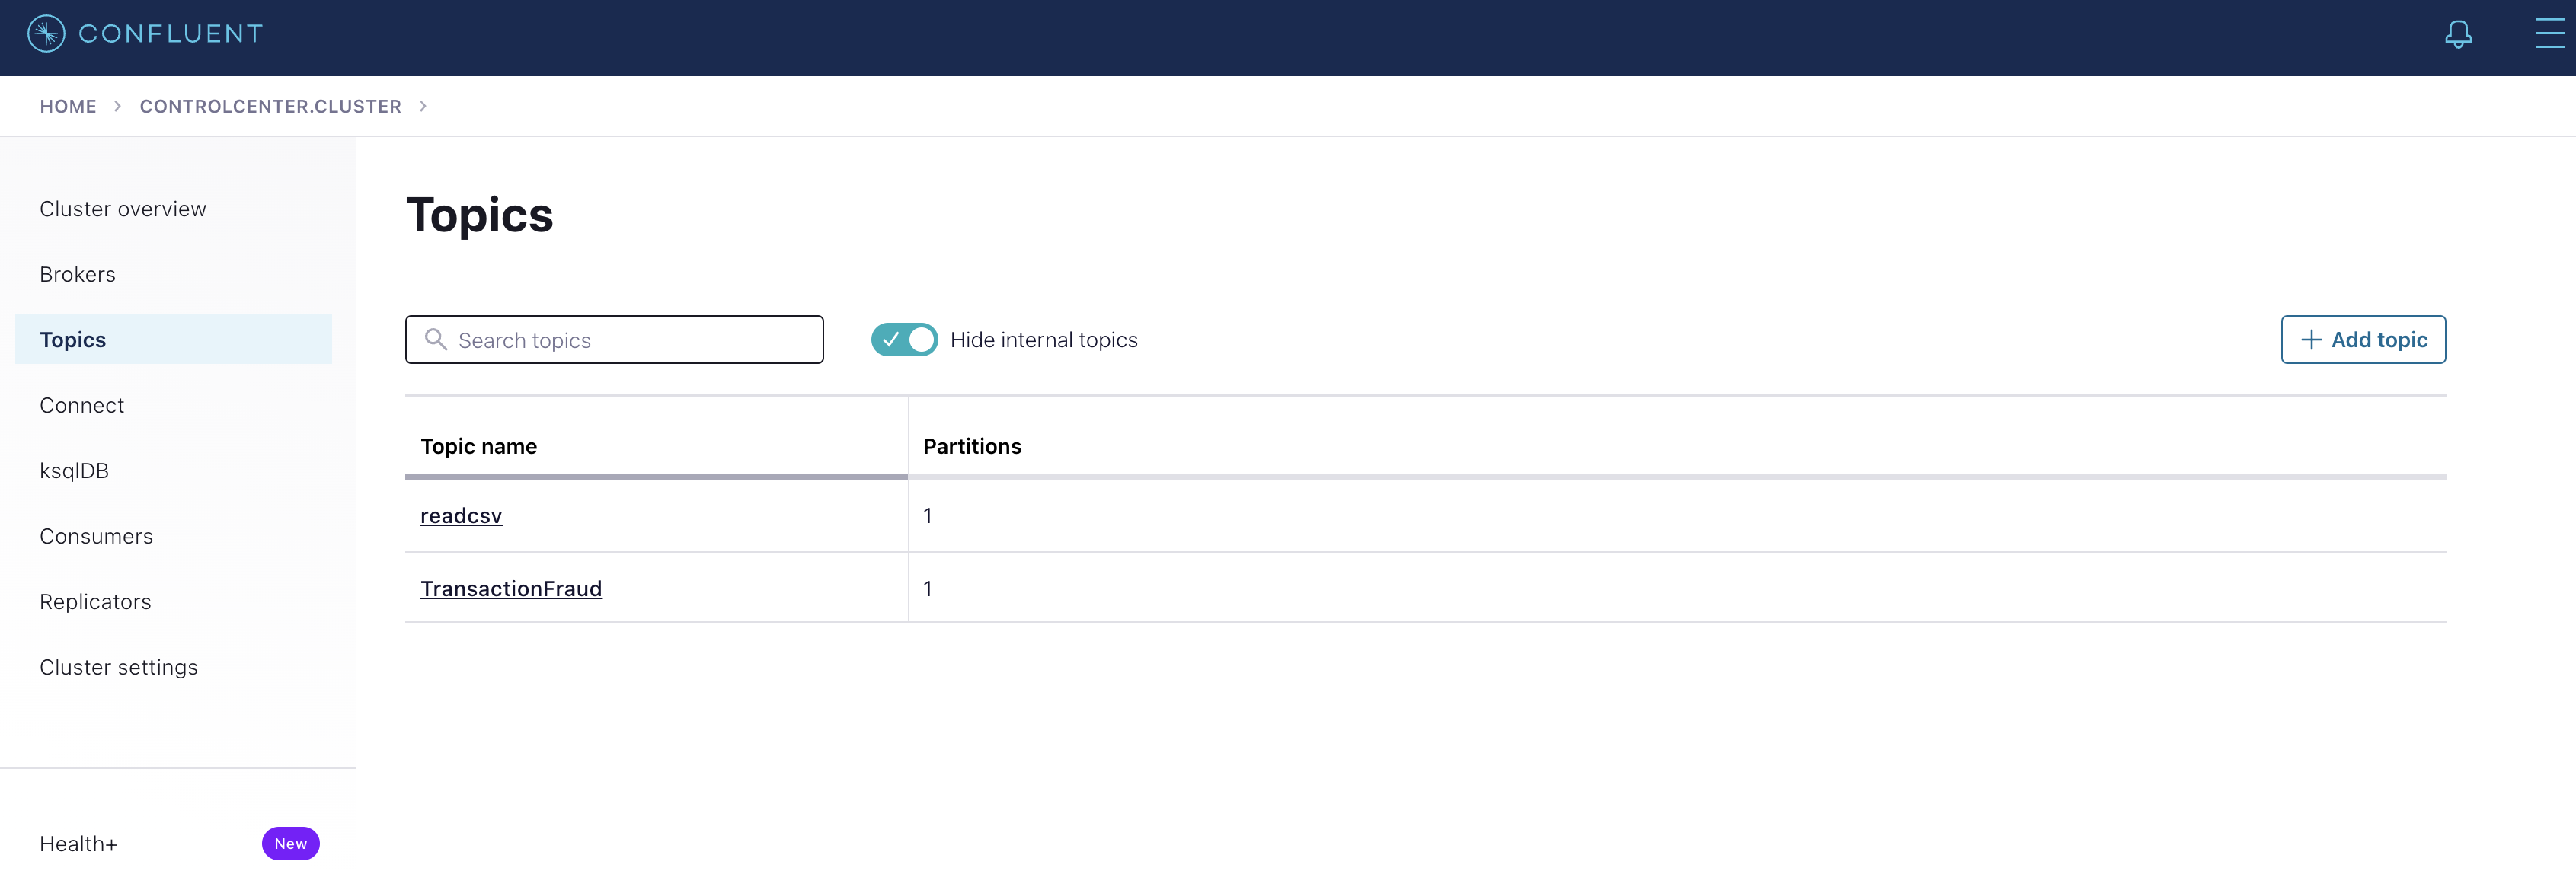 CONFLUENT
HOME > CONTROLCENTER.CLUSTER >
Cluster overview
Brokers
Topics
Connect
ksqlDB
Consumers
Replicators
Cluster settings
Health+ New
Topics
Search topics Hide internal topics + Add topic
Topic name Partitions
readcsv 1
TransactionFraud 1